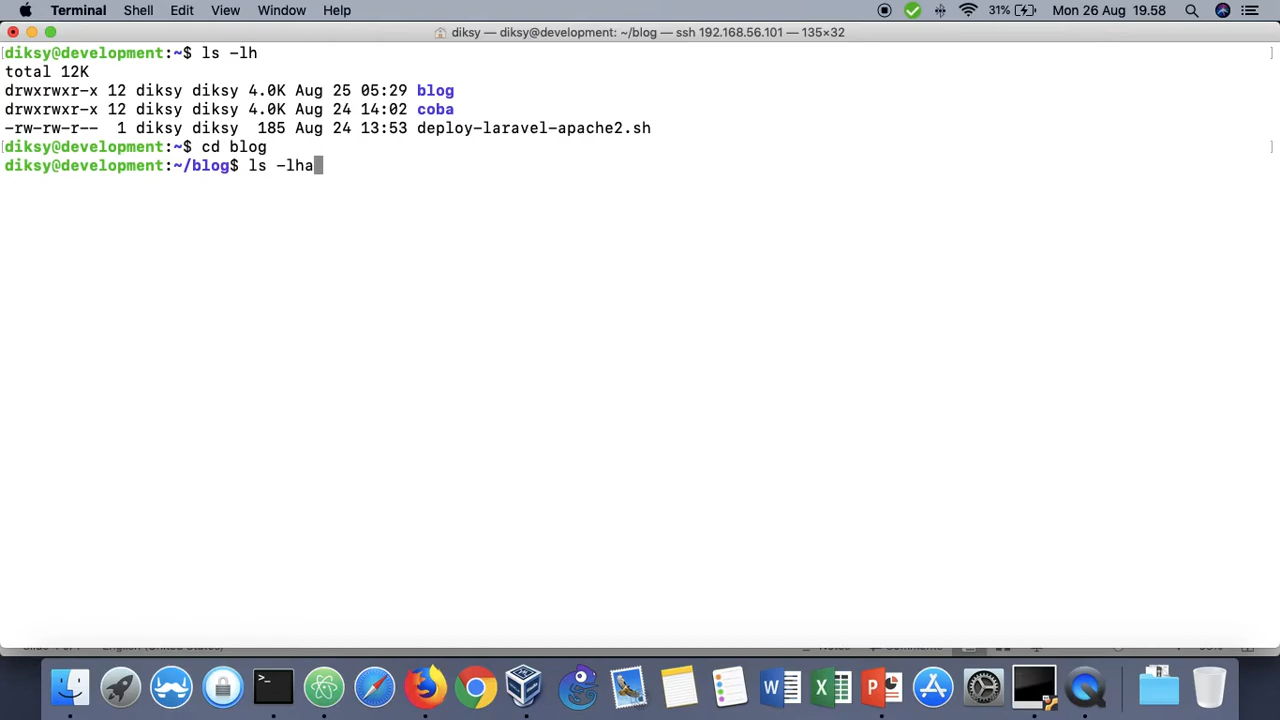 Terminal Shell Edit View Window Help 31% Mon 26 Aug 19.58
diksy — diksy@development: ~/blog — ssh 192.168.56.101 — 135×32
diksy@development:~$ ls -lh
total 12K
drwxrwxr-x 12 diksy diksy 4.0K Aug 25 05:29 blog
drwxrwxr-x 12 diksy diksy 4.0K Aug 24 14:02 coba
-rw-rw-r-- 1 diksy diksy 185 Aug 24 13:53 deploy-laravel-apache2.sh
diksy@development:~$ cd blog
diksy@development:~/blog$ ls -lha
English (United States)